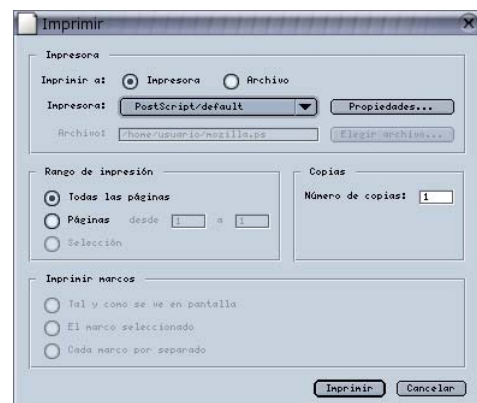 Imprimir
Impresora
Imprimir a: Impresora Archivo
Impresora: PostScript/default Propiedades...
Archivo: /home/usuario/mozilla.ps Elegir archivo...
Rango de impresión
Todas las páginas
Páginas desde 1 a 1
Selección
Copias
Número de copias: 1
Imprimir marcos
Tal y como se ve en pantalla
El marco seleccionado
Cada marco por separado
Imprimir Cancelar